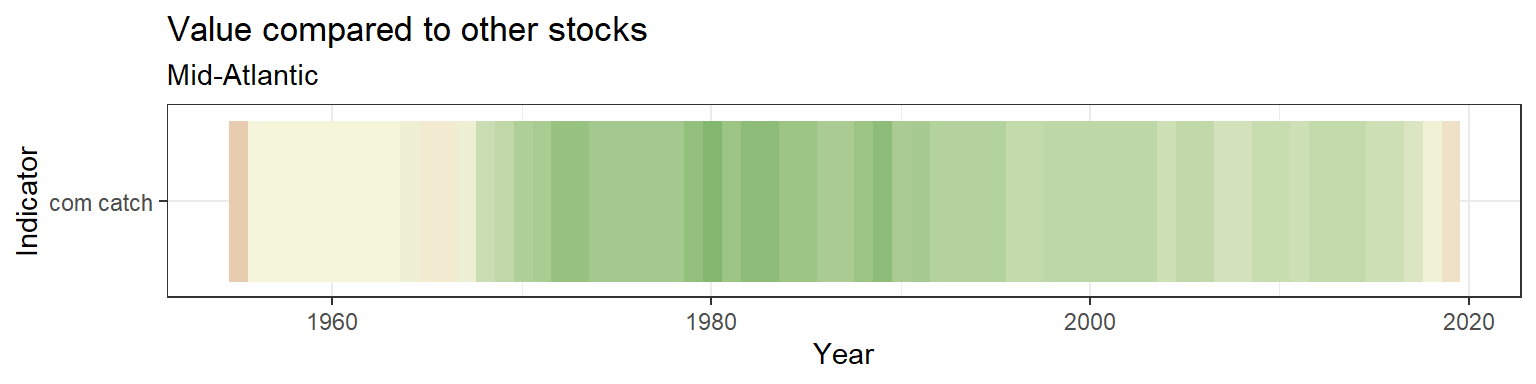 Value compared to other stocks
Mid-Atlantic
Indicator
com catch
1960 1980 2000 2020
Year